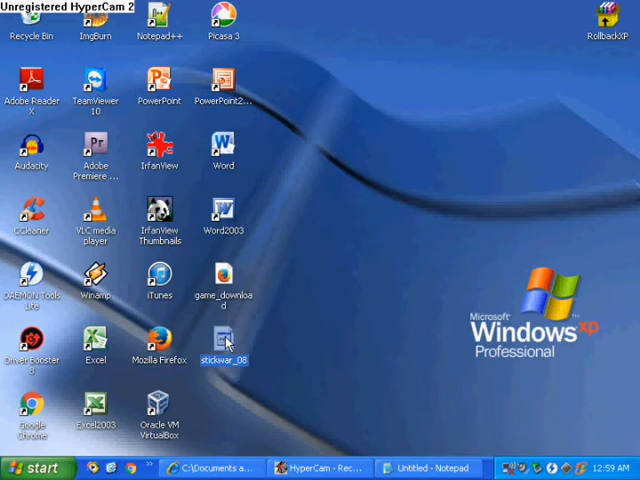 Unregistered HyperCam 2
Recycle Bin
ImgBurn
Notepad++
Picasa 3
RollbackXP
Adobe Reader
X
TeamViewer
10
PowerPoint
PowerPoint2...
Audacity
Adobe
Premiere ...
IrfanView
Word
CCleaner
VLC media
player
IrfanView
Thumbnails
Word2003
DAEMON Tools
Lite
Winamp
iTunes
game_downloa
d
Driver Booster
8
Excel
Mozilla Firefox
stickwar_08
Google
Chrome
Excel2003
Oracle VM
VirtualBox
Microsoft
Windows xp
Professional
start
C:\Documents a...
HyperCam - Rec...
Untitled - Notepad
12:59 AM